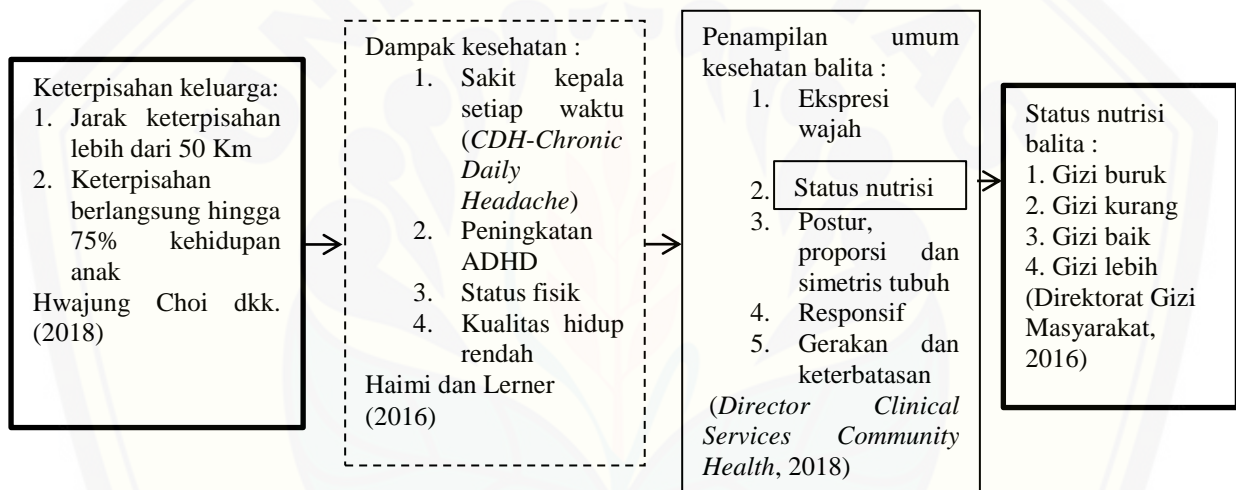 Keterpisahan keluarga:
1. Jarak keterpisahan
lebih dari 50 Km
2. Keterpisahan
berlangsung hingga
75% kehidupan
anak
Hwajung Choi dkk.
(2018)
Dampak kesehatan :
1. Sakit kepala
setiap waktu
(CDH-Chronic
Daily
Headache)
2. Peningkatan
ADHD
3. Status fisik
4. Kualitas hidup
rendah
Haimi dan Lerner
(2016)
Penampilan umum
kesehatan balita :
1. Ekspresi
wajah
2. Status nutrisi
3. Postur,
proporsi dan
simetris tubuh
4. Responsif
5. Gerakan dan
keterbatasan
(Director Clinical
Services Community
Health, 2018)
Status nutrisi
balita :
1. Gizi buruk
2. Gizi kurang
3. Gizi baik
4. Gizi lebih
(Direktorat Gizi
Masyarakat,
2016)